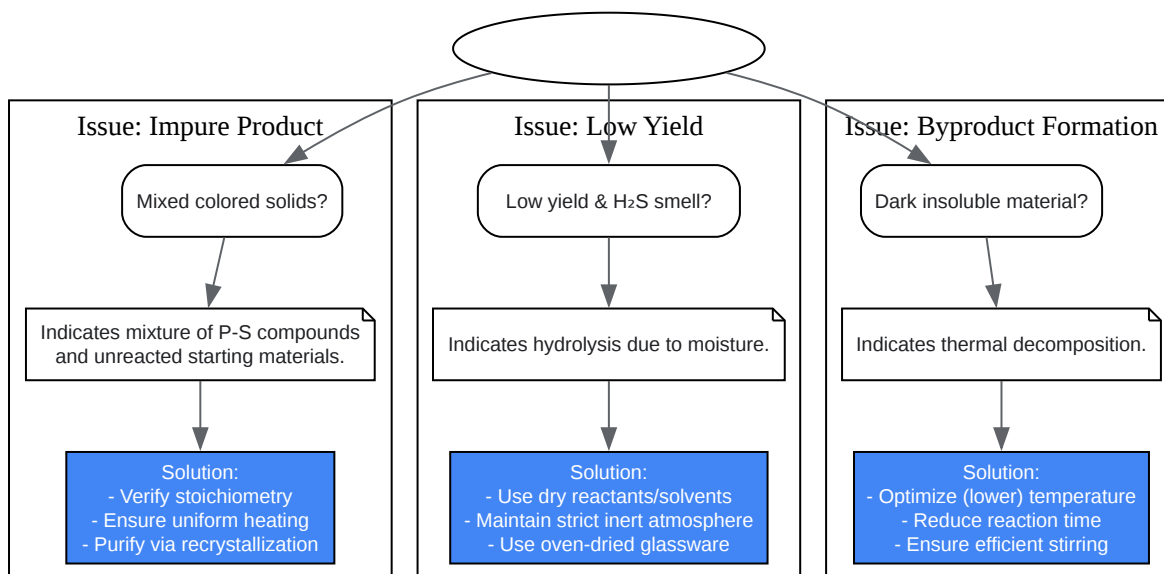 Issue: Impure Product
Mixed colored solids?
Indicates mixture of P-S compounds
and unreacted starting materials.
Solution:
- Verify stoichiometry
- Ensure uniform heating
- Purify via recrystallization
Issue: Low Yield
Low yield & H₂S smell?
Indicates hydrolysis due to moisture.
Solution:
- Use dry reactants/solvents
- Maintain strict inert atmosphere
- Use oven-dried glassware
Issue: Byproduct Formation
Dark insoluble material?
Indicates thermal decomposition.
Solution:
- Optimize (lower) temperature
- Reduce reaction time
- Ensure efficient stirring